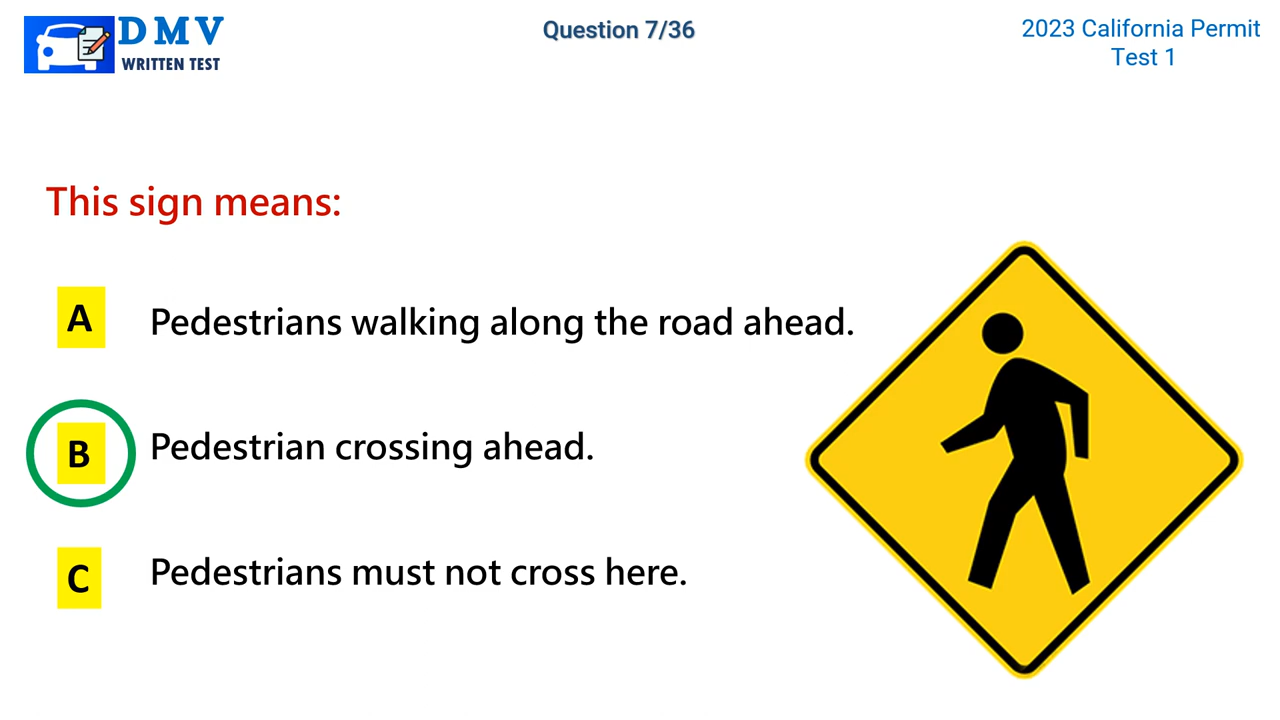 DMV
WRITTEN TEST
Question 7/36
2023 California Permit
Test 1
This sign means:
A Pedestrians walking along the road ahead.
B Pedestrian crossing ahead.
C Pedestrians must not cross here.